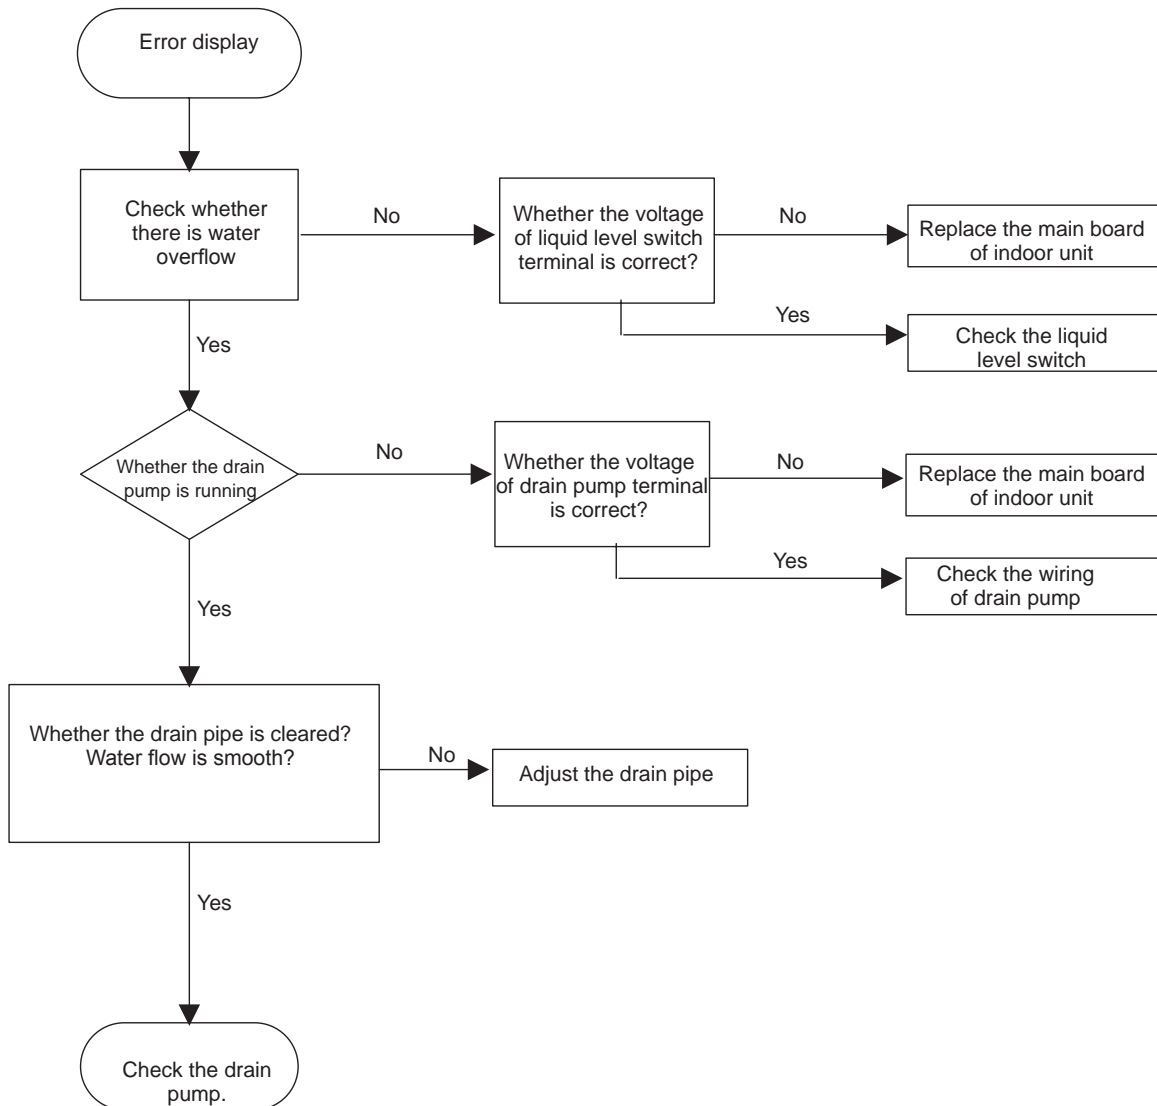 Error display
Check whether
there is water
overflow
No
Whether the voltage
of liquid level switch
terminal is correct?
No
Replace the main board
of indoor unit
Yes
Check the liquid
level switch
Yes
Whether the drain
pump is running
No
Whether the voltage
of drain pump terminal
is correct?
No
Replace the main board
of indoor unit
Yes
Check the wiring
of drain pump
Yes
Whether the drain pipe is cleared?
Water flow is smooth?
No
Adjust the drain pipe
Yes
Check the drain
pump.